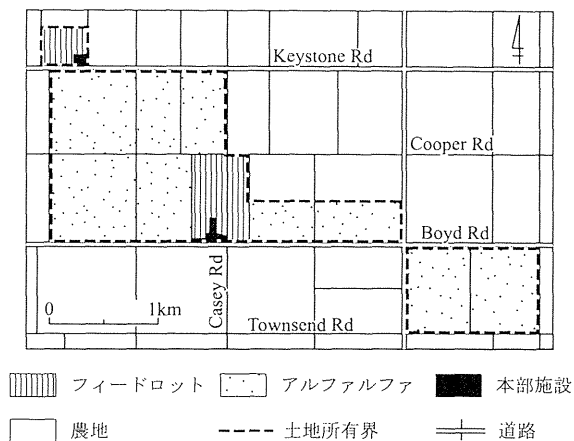 Keystone Rd
Cooper Rd
Boyd Rd
Casey Rd
0 1km
Townsend Rd
フィードロット アルファルファ 本部施設
農地 土地所有界 道路